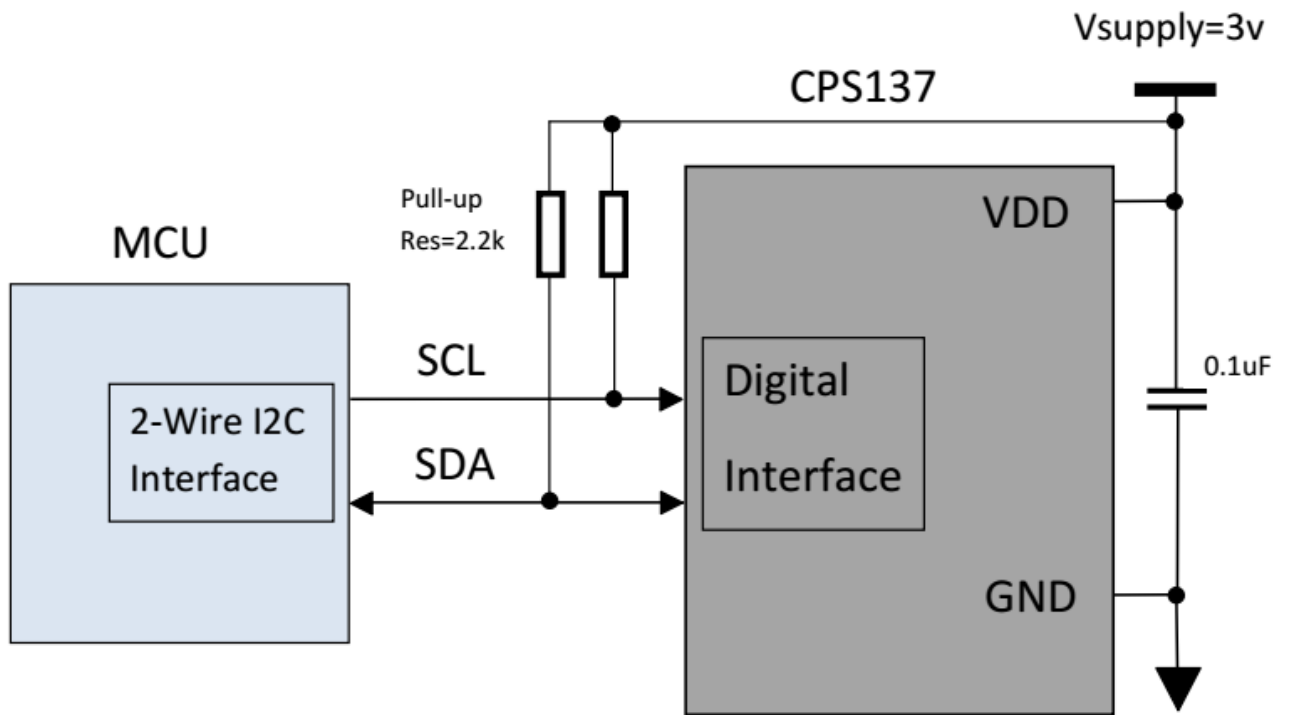 Vsupply=3v
CPS137
Pull-up
Res=2.2k
VDD
MCU
SCL
0.1uF
Digital
2-Wire I2C
Interface
SDA
Interface
GND